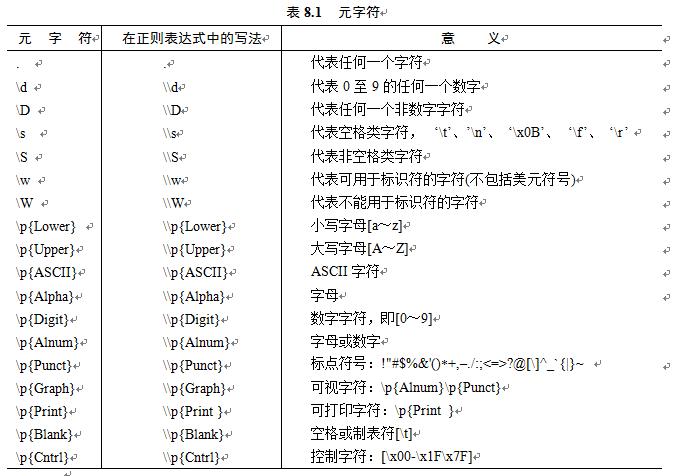 表 8.1 元字符
元 字 符 在正则表达式中的写法 意 义
. . 代表任何一个字符
\d \\d 代表 0 至 9 的任何一个数字
\D \\D 代表任何一个非数字字符
\s \\s 代表空格类字符， ‘\t’、’\n’、 ‘\x0B’、 ‘\f’、 ‘\r’
\S \\S 代表非空格类字符
\w \\w 代表可用于标识符的字符(不包括美元符号)
\W \\W 代表不能用于标识符的字符
\p{Lower} \\p{Lower} 小写字母[a～z]
\p{Upper} \\p{Upper} 大写字母[A～Z]
\p{ASCII} \\p{ASCII} ASCII 字符
\p{Alpha} \\p{Alpha} 字母
\p{Digit} \\p{Digit} 数字字符，即[0～9]
\p{Alnum} \\p{Alnum} 字母或数字
\p{Punct} \\p{Punct} 标点符号：!"#$%&'()*+,–./:;<=>?@[\]^_`{|}~
\p{Graph} \\p{Graph} 可视字符：\p{Alnum}\p{Punct}
\p{Print} \\p{Print } 可打印字符：\p{Print }
\p{Blank} \\p{Blank} 空格或制表符[\t]
\p{Cntrl} \\p{Cntrl} 控制字符：[\x00-\x1F\x7F]